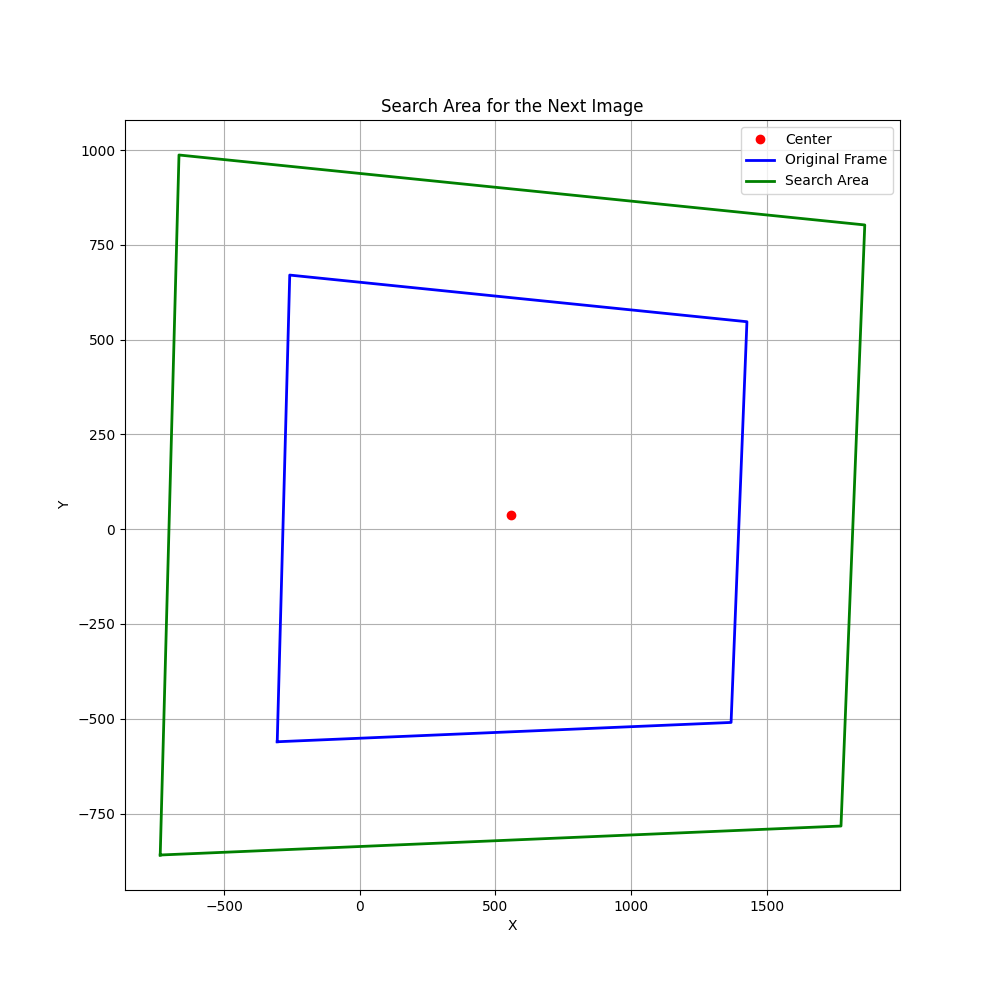 Search Area for the Next Image
Center
Original Frame
Search Area
1000
750
500
250
0
−250
−500
−750
Y
−500
0
500
1000
1500
X